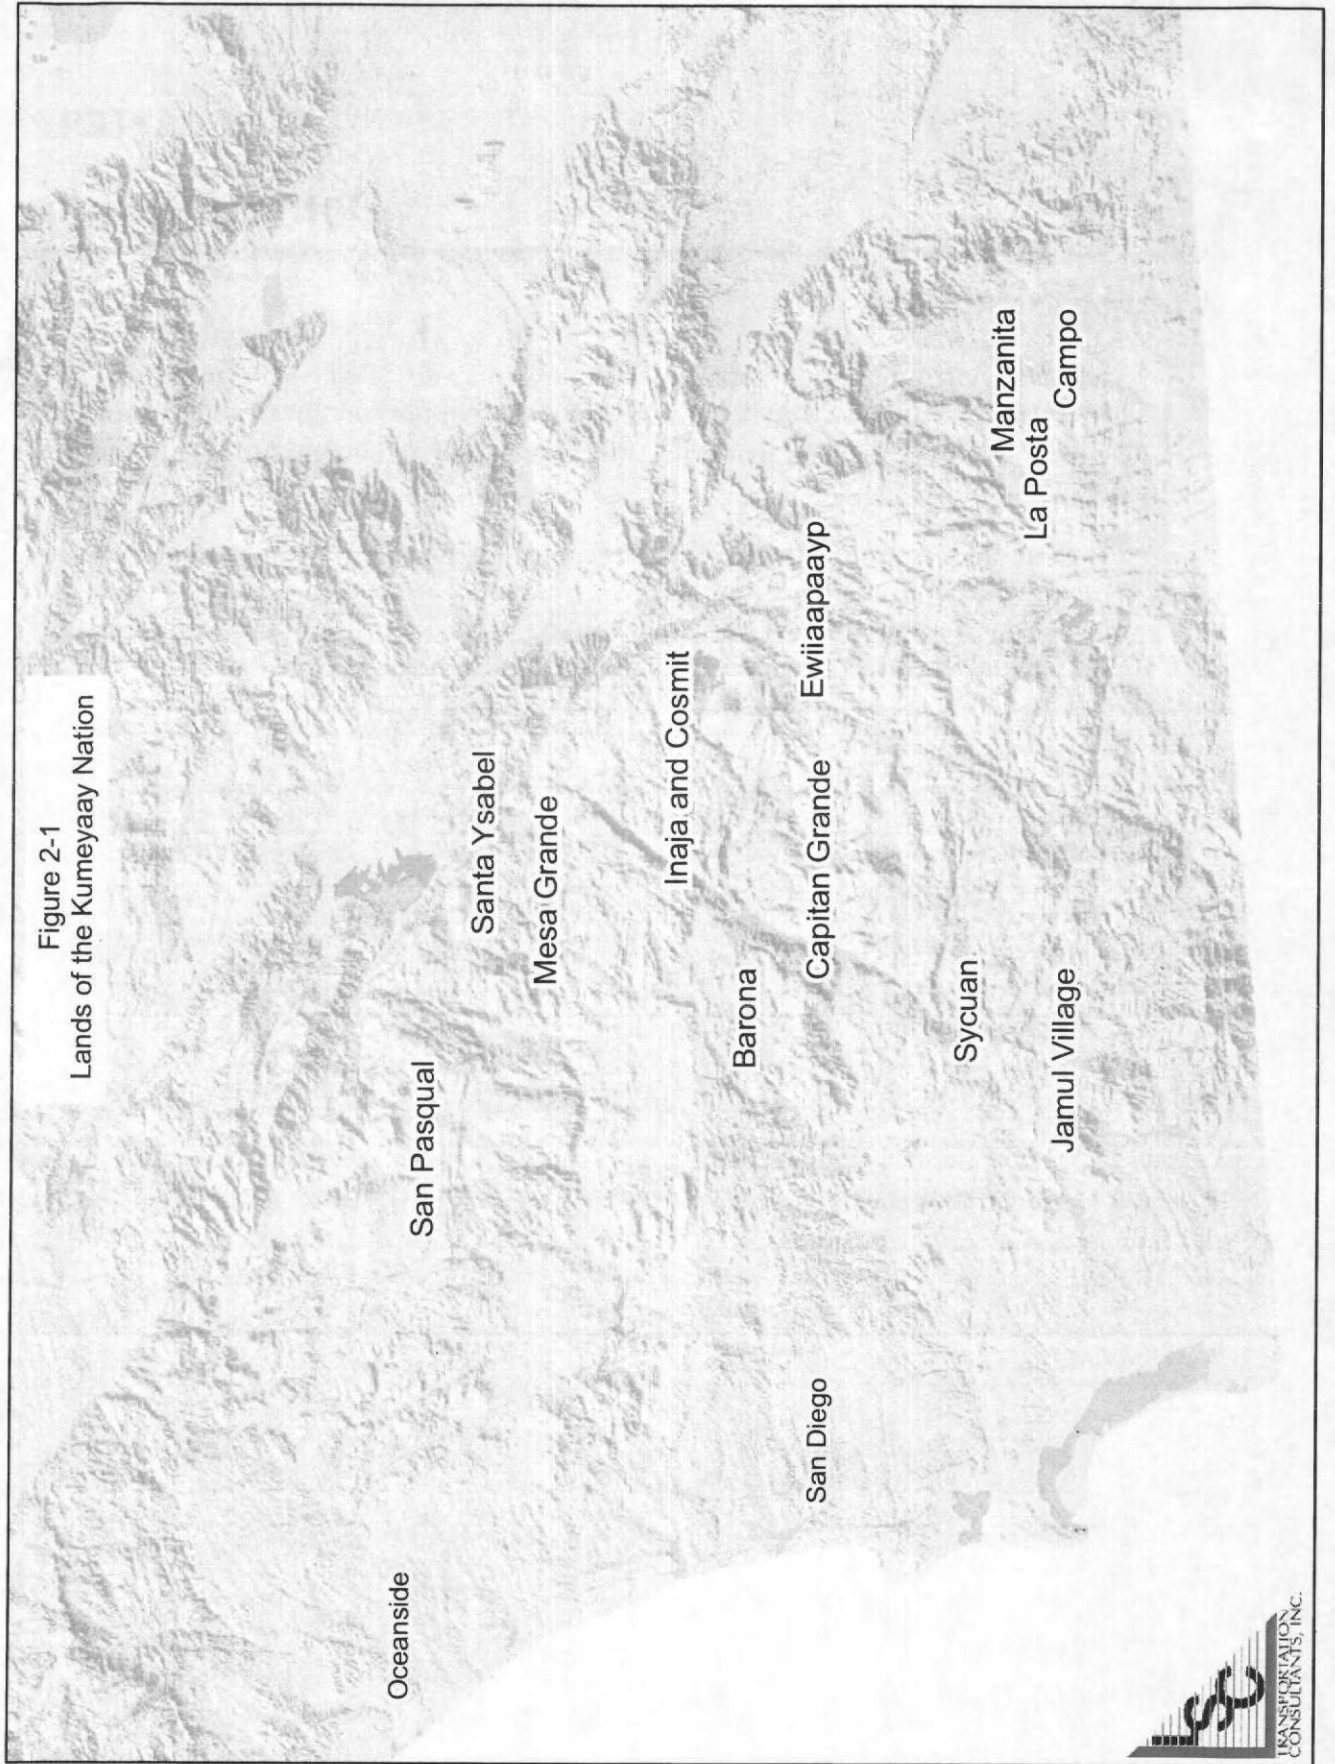 Figure 2-1
Lands of the Kumeyaay Nation
Oceanside
San Pasqual
Santa Ysabel
Mesa Grande
Inaja and Cosmit
Barona
Capitan Grande
Ewiiaapaayp
San Diego
Sycuan
Manzanita
La Posta
Campo
Jamul Village
LSC
TRANSPORTATION
CONSULTANTS, INC.